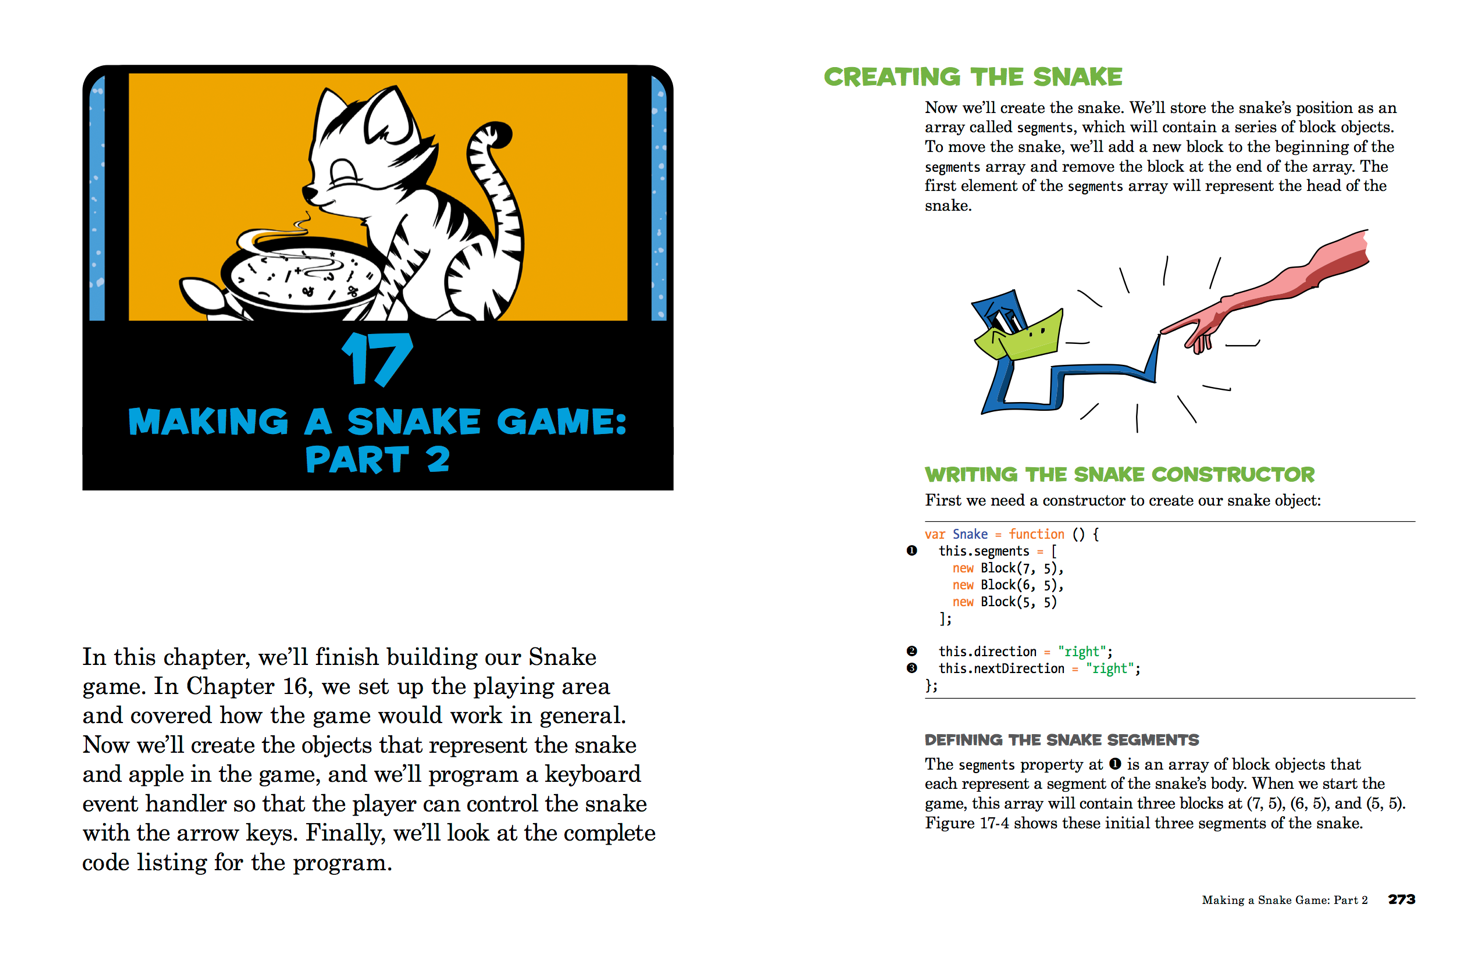 17
MAKING A SNAKE GAME:
PART 2
In this chapter, we’ll finish building our Snake
game. In Chapter 16, we set up the playing area
and covered how the game would work in general.
Now we’ll create the objects that represent the snake
and apple in the game, and we’ll program a keyboard
event handler so that the player can control the snake
with the arrow keys. Finally, we’ll look at the complete
code listing for the program.
CREATING THE SNAKE
Now we’ll create the snake. We’ll store the snake’s position as an
array called segments, which will contain a series of block objects.
To move the snake, we’ll add a new block to the beginning of the
segments array and remove the block at the end of the array. The
first element of the segments array will represent the head of the
snake.
WRITING THE SNAKE CONSTRUCTOR
First we need a constructor to create our snake object:
var Snake = function () {
❶ this.segments = [
new Block(7, 5),
new Block(6, 5),
new Block(5, 5)
];
❷ this.direction = "right";
❸ this.nextDirection = "right";
};
DEFINING THE SNAKE SEGMENTS
The segments property at ❶ is an array of block objects that
each represent a segment of the snake’s body. When we start the
game, this array will contain three blocks at (7, 5), (6, 5), and (5, 5).
Figure 17-4 shows these initial three segments of the snake.
Making a Snake Game: Part 2 273